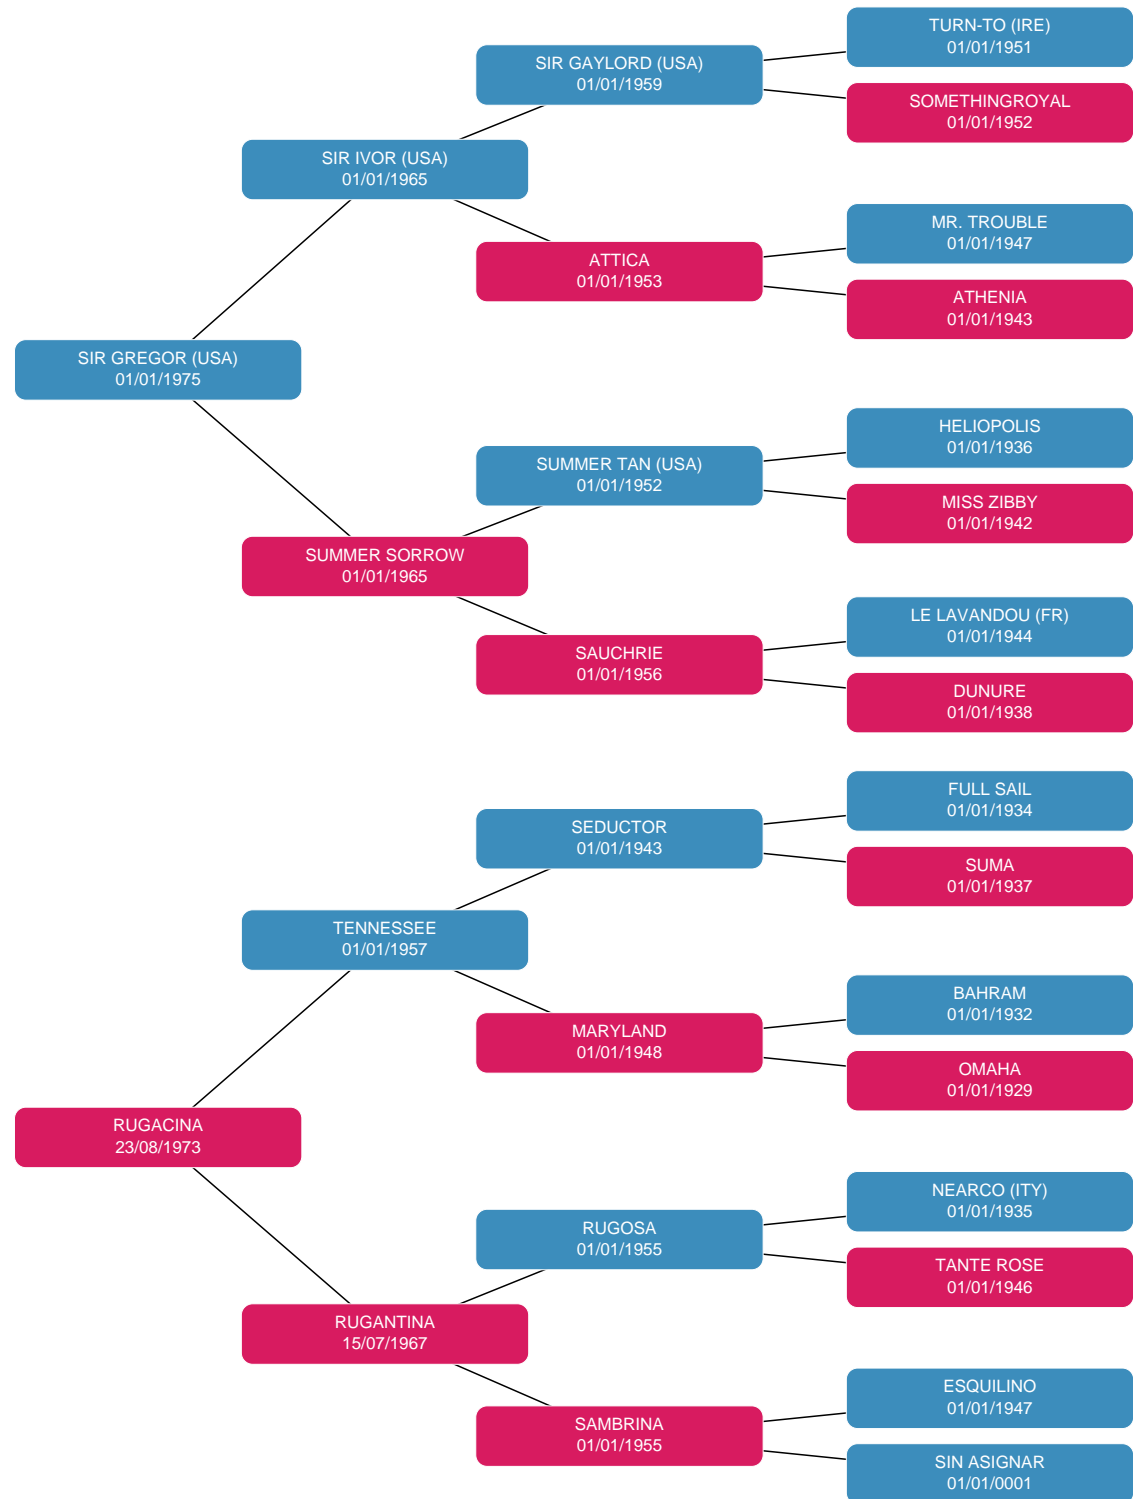 TURN-TO (IRE)
01/01/1951
SIR GAYLORD (USA)
01/01/1959
SOMETHINGROYAL
01/01/1952
SIR IVOR (USA)
01/01/1965
MR. TROUBLE
01/01/1947
ATTICA
01/01/1953
ATHENIA
01/01/1943
SIR GREGOR (USA)
01/01/1975
HELIOPOLIS
01/01/1936
SUMMER TAN (USA)
01/01/1952
MISS ZIBBY
01/01/1942
SUMMER SORROW
01/01/1965
LE LAVANDOU (FR)
01/01/1944
SAUCHRIE
01/01/1956
DUNURE
01/01/1938
FULL SAIL
01/01/1934
SEDUCTOR
01/01/1943
SUMA
01/01/1937
TENNESSEE
01/01/1957
BAHRAM
01/01/1932
MARYLAND
01/01/1948
OMAHA
01/01/1929
RUGACINA
23/08/1973
NEARCO (ITY)
01/01/1935
RUGOSA
01/01/1955
TANTE ROSE
01/01/1946
RUGANTINA
15/07/1967
ESQUILINO
01/01/1947
SAMBRINA
01/01/1955
SIN ASIGNAR
01/01/0001